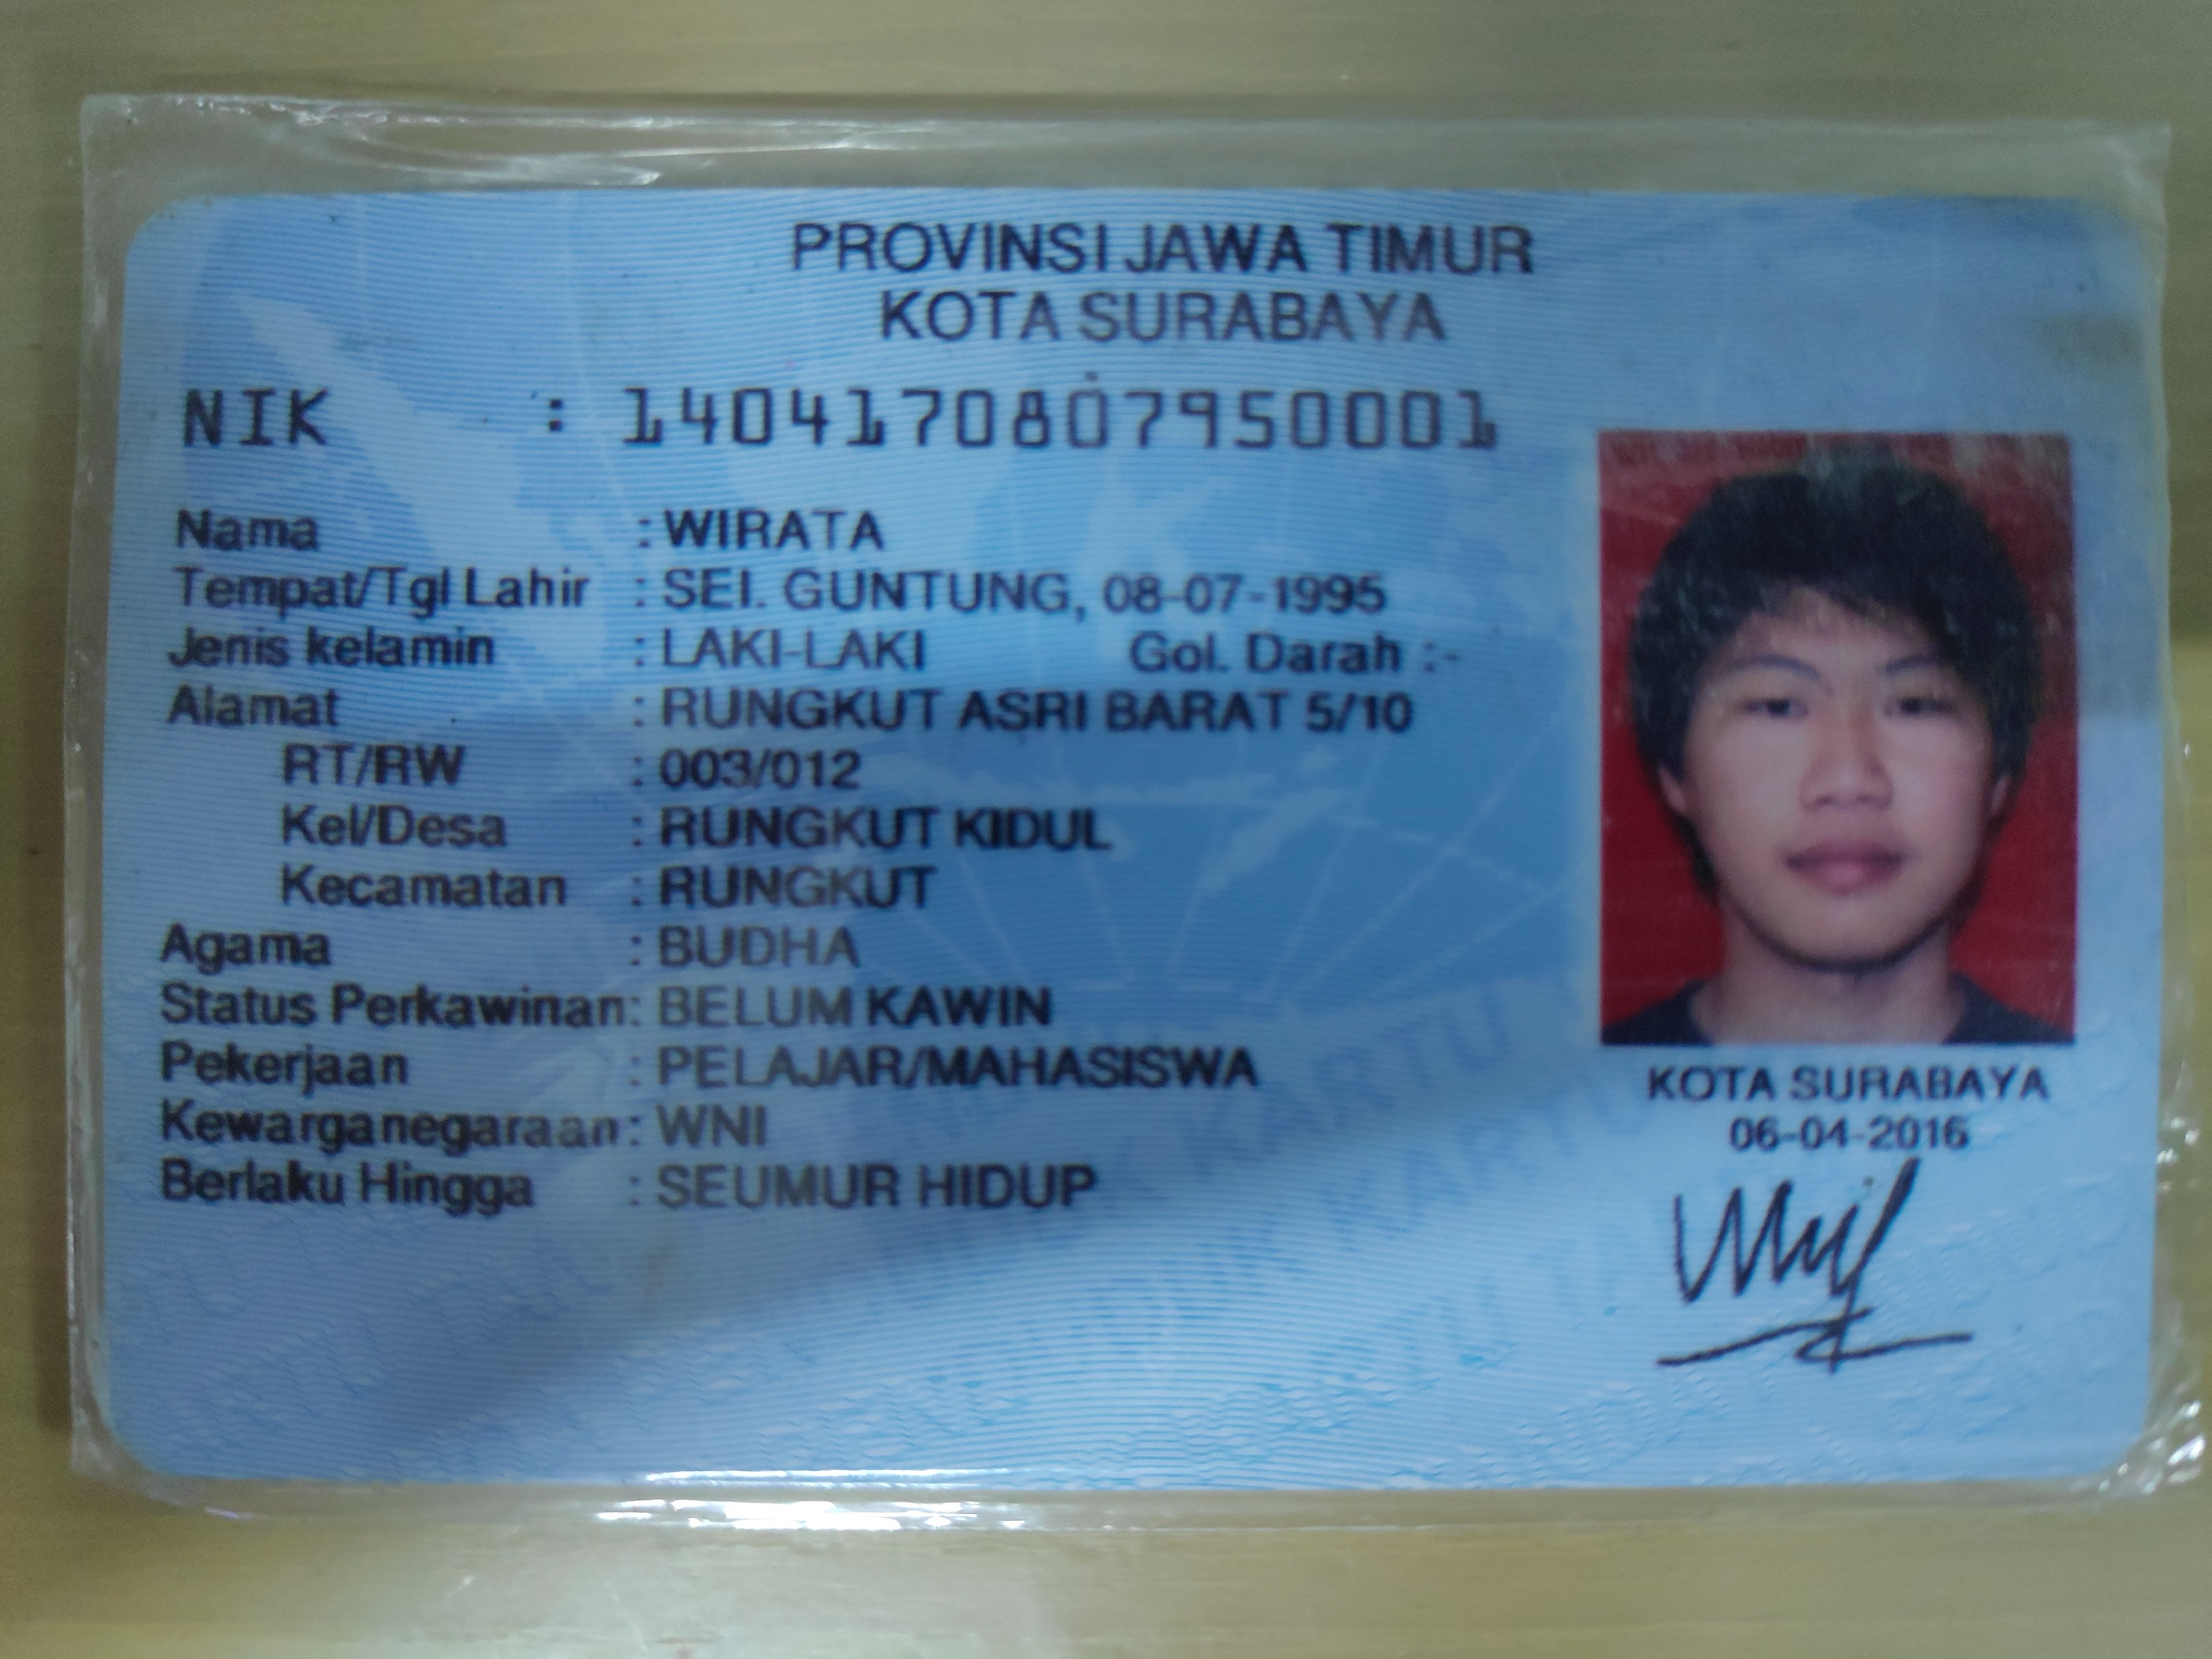 PROVINSI JAWA TIMUR
KOTA SURABAYA
NIK : 1404170807950001
Nama : WIRATA
Tempat/Tgl Lahir : SEI. GUNTUNG, 08-07-1995
Jenis kelamin : LAKI-LAKI Gol. Darah :-
Alamat : RUNGKUT ASRI BARAT 5/10
RT/RW : 003/012
Kel/Desa : RUNGKUT KIDUL
Kecamatan : RUNGKUT
Agama : BUDHA
Status Perkawinan: BELUM KAWIN
Pekerjaan : PELAJAR/MAHASISWA
Kewarganegaraan: WNI
Berlaku Hingga : SEUMUR HIDUP
KOTA SURABAYA
06-04-2016